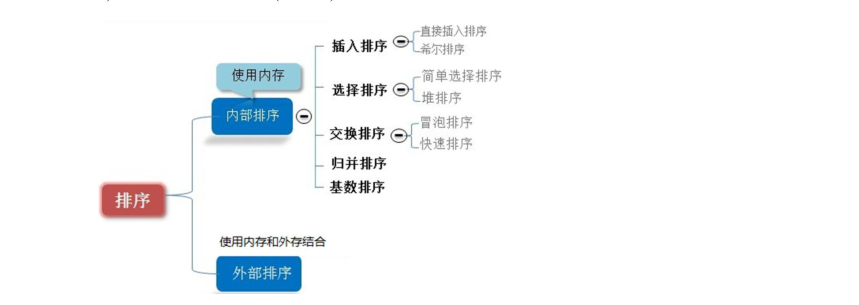 直接插入排序
插入排序
希尔排序
使用内存
简单选择排序
选择排序
堆排序
内部排序
冒泡排序
交换排序
快速排序
归并排序
基数排序
排序
使用内存和外存结合
外部排序